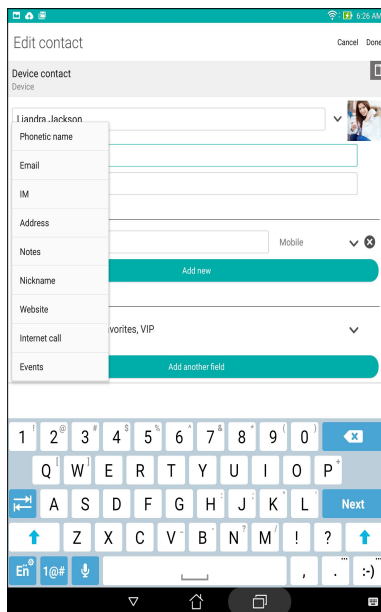 6:26 AM
Edit contact
Cancel Done
Device contact
Device
Liandra Jackson
Phonetic name
Email
IM
Address
Notes
Mobile
Nickname
Add new
Website
vorites, VIP
Internet call
Events
Add another field
1 ! 2 @ 3 # 4 $ 5 % 6 ^ 7 & 8 * 9 ( 0 )
Q [ W ] E R T Y U I O P +
A S D F G H : J ; K " L ' Next
Z X C V - B N ? M / ! ?
En 1@# , . ... :-) ...